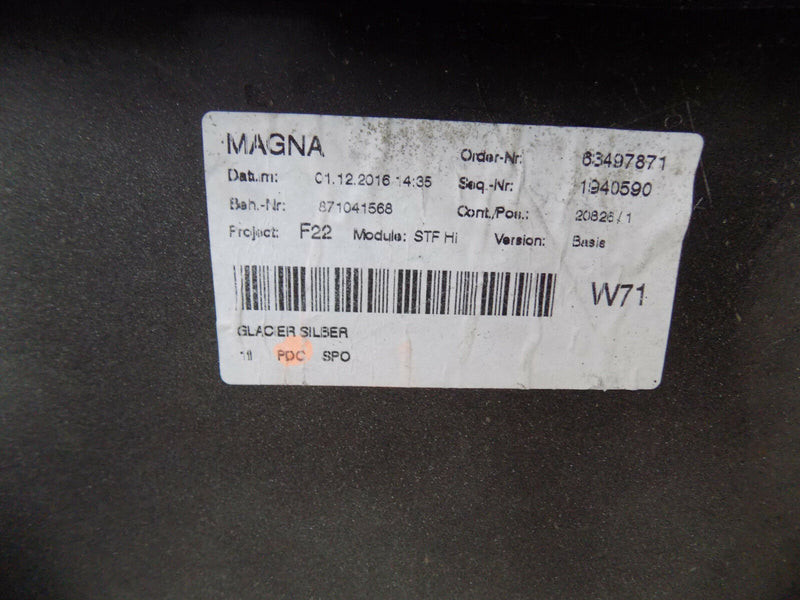 MAGNA
Order-Nr: 63497871
Datum: 01.12.2016 14:35 Seq.-Nr: 1940590
Beh.-Nr: 871041568 Cont./Pos.: 20826/1
Project: F22 Module: STF Hi Version: Basis
W71
GLACIER SILBER
PDC SPO